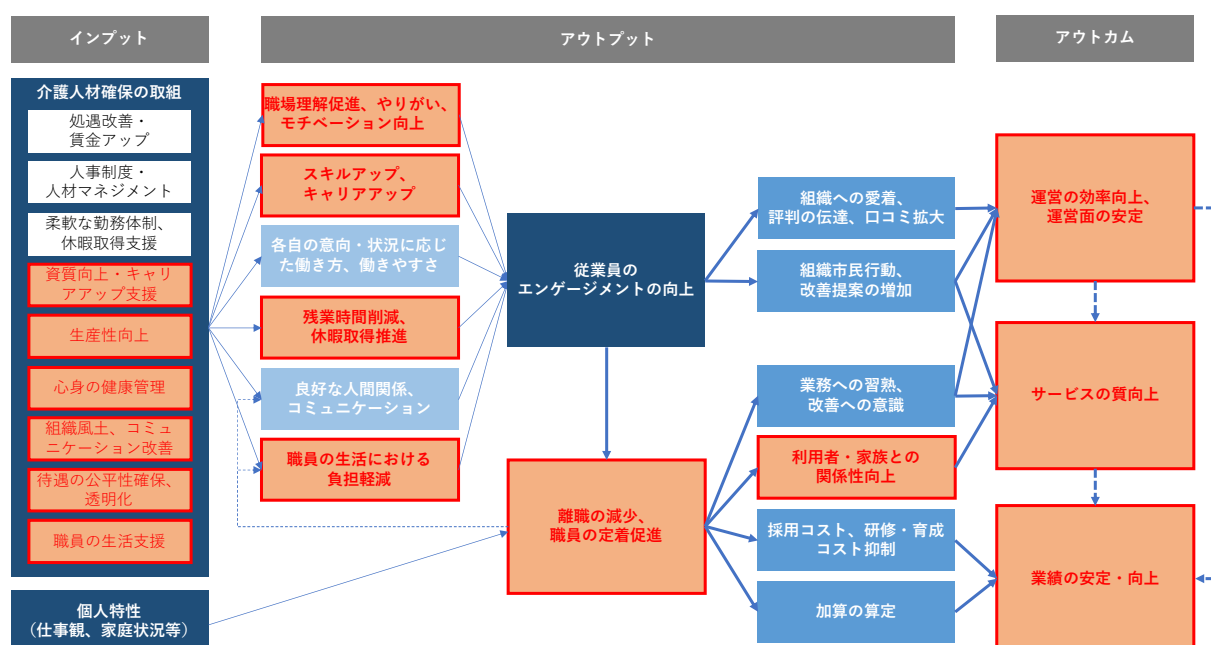 インプット
アウトプット
アウトカム
介護人材確保の取組
処遇改善・
賃金アップ
人事制度・
人材マネジメント
柔軟な勤務体制、
休暇取得支援
資質向上・キャリ
アアップ支援
生産性向上
心身の健康管理
組織風土、コミュ
ニケーション改善
待遇の公平性確保、
透明化
職員の生活支援
個人特性
（仕事観、家庭状況等）
職場理解促進、やりがい、
モチベーション向上
スキルアップ、
キャリアアップ
各自の意向・状況に応じ
た働き方、働きやすさ
残業時間削減、
休暇取得推進
良好な人間関係、
コミュニケーション
職員の生活における
負担軽減
従業員の
エンゲージメントの向上
離職の減少、
職員の定着促進
組織への愛着、
評判の伝達、口コミ拡大
組織市民行動、
改善提案の増加
業務への習熟、
改善への意識
利用者・家族との
関係性向上
採用コスト、研修・育成
コスト抑制
加算の算定
運営の効率向上、
運営面の安定
サービスの質向上
業績の安定・向上